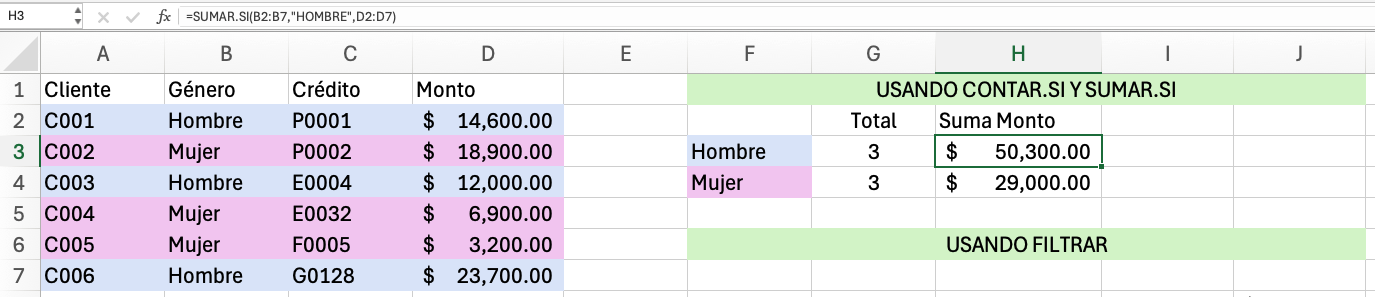 H3 fx =SUMAR.SI(B2:B7,"HOMBRE",D2:D7)
A B C D E F G H I J
1 Cliente Género Crédito Monto USANDO CONTAR.SI Y SUMAR.SI
2 C001 Hombre P0001 $ 14,600.00 Total Suma Monto
3 C002 Mujer P0002 $ 18,900.00 Hombre 3 $ 50,300.00
4 C003 Hombre E0004 $ 12,000.00 Mujer 3 $ 29,000.00
5 C004 Mujer E0032 $ 6,900.00
6 C005 Mujer F0005 $ 3,200.00 USANDO FILTRAR
7 C006 Hombre G0128 $ 23,700.00